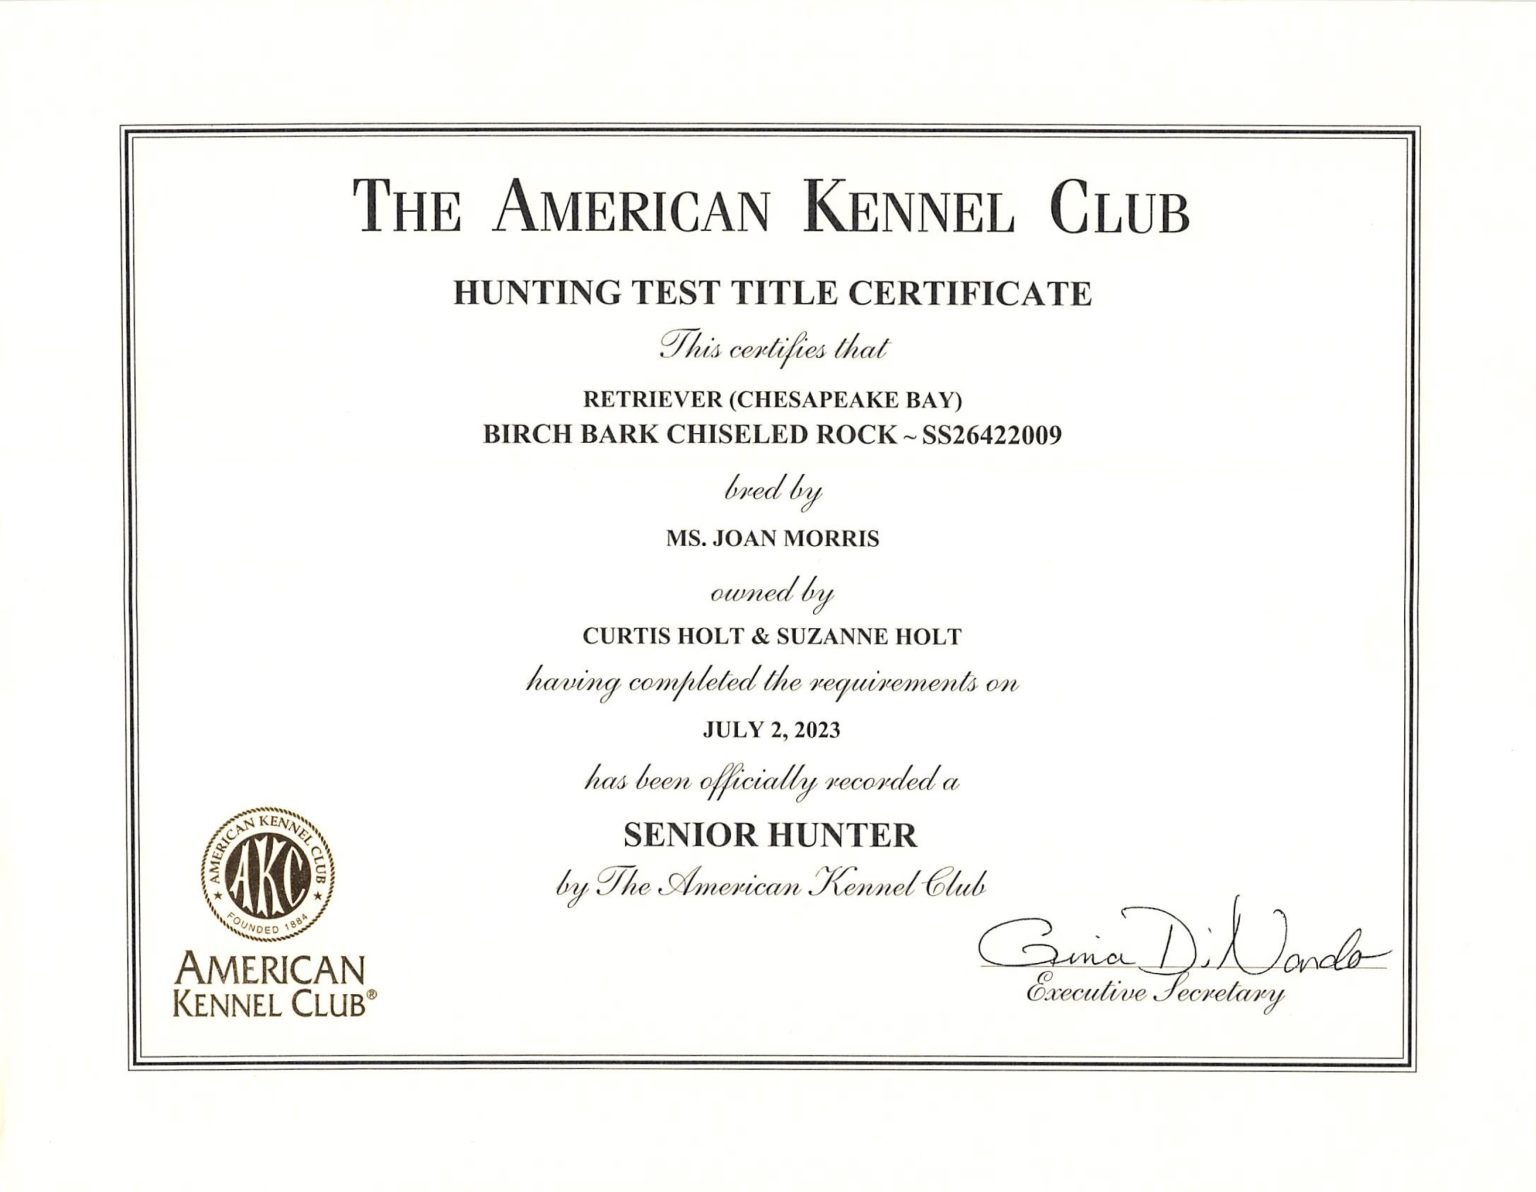 THE AMERICAN KENNEL CLUB
HUNTING TEST TITLE CERTIFICATE
This certifies that
RETRIEVER (CHESAPEAKE BAY)
BIRCH BARK CHISELED ROCK ~ SS26422009
bred by
MS. JOAN MORRIS
owned by
CURTIS HOLT & SUZANNE HOLT
having completed the requirements on
JULY 2, 2023
has been officially recorded a
SENIOR HUNTER
by The American Kennel Club
AMERICAN KENNEL CLUB
AKC
FOUNDED 1884
AMERICAN
KENNEL CLUB®
Gina DiNardo
Executive Secretary